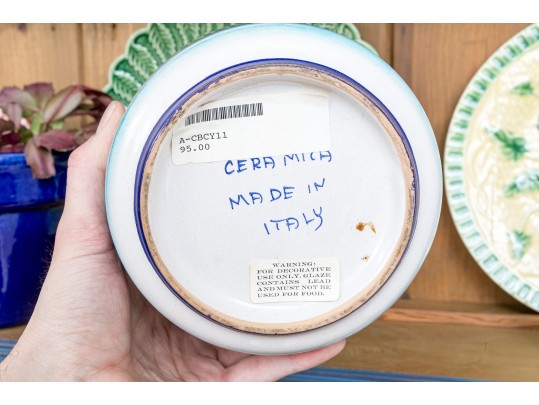 A-CBCY11
95.00
CERAMICA
MADE IN
ITALY
WARNING:
FOR DECORATIVE
USE ONLY. GLAZE
CONTAINS LEAD
AND MUST NOT BE
USED FOR FOOD.